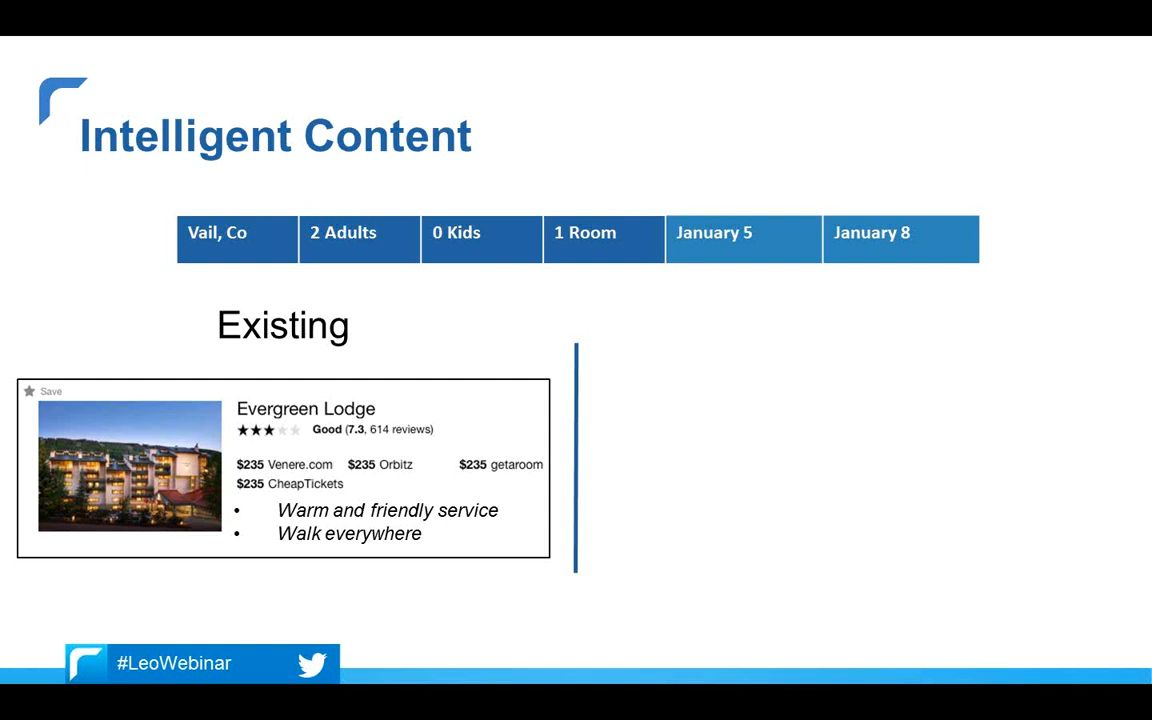 Intelligent Content
Vail, Co 2 Adults 0 Kids 1 Room January 5 January 8
Existing
Save
Evergreen Lodge
Good (7.3, 614 reviews)
$235 Venere.com $235 Orbitz $235 getaroom
$235 CheapTickets
• Warm and friendly service
• Walk everywhere
#LeoWebinar